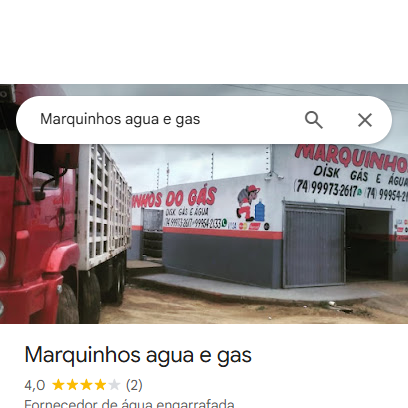 Marquinhos agua e gas
MARQUINHO
DISK GÁS E ÁGUA
(74)99973-2617
NHOS DO GÁS
DISK GÁS E ÁGUA
Marquinhos agua e gas
4,0 (2)
Fornecedor de água engarrafada